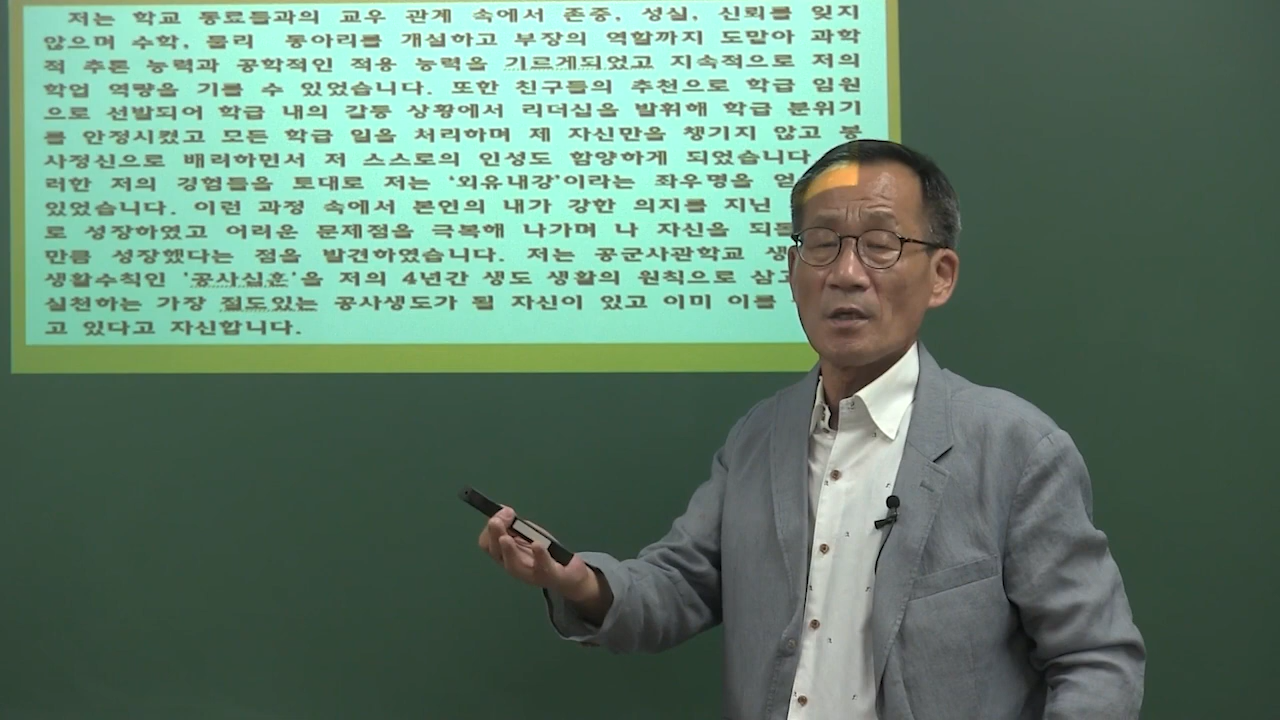 저는 학교 동료들과의 교우 관계 속에서 존중, 성실, 신뢰를 잊지
않으며 수학, 물리 동아리를 개설하고 부장의 역할까지 도맡아 과학
적 추론 능력과 공학적인 적용 능력을 기르게되었고 지속적으로 저의
학업 역량을 기를 수 있었습니다. 또한 친구들의 추천으로 학급 임원
으로 선발되어 학급 내의 갈등 상황에서 리더십을 발휘해 학급 분위기
를 안정시켰고 모든 학급 일을 처리하며 제 자신만을 챙기지 않고 봉
사정신으로 배려하면서 저 스스로의 인성도 함양하게 되었습니다
러한 저의 경험들을 토대로 저는 '외유내강'이라는 좌우명을 얻
있었습니다. 이런 과정 속에서 본인의 내가 강한 의지를 지닌
로 성장하였고 어려운 문제점을 극복해 나가며 나 자신을 되돌
만큼 성장했다는 점을 발견하였습니다. 저는 공군사관학교 생
생활수칙인 '공사십훈'을 저의 4년간 생도 생활의 원칙으로 삼고
실천하는 가장 절도있는 공사생도가 될 자신이 있고 이미 이를
고 있다고 자신합니다.